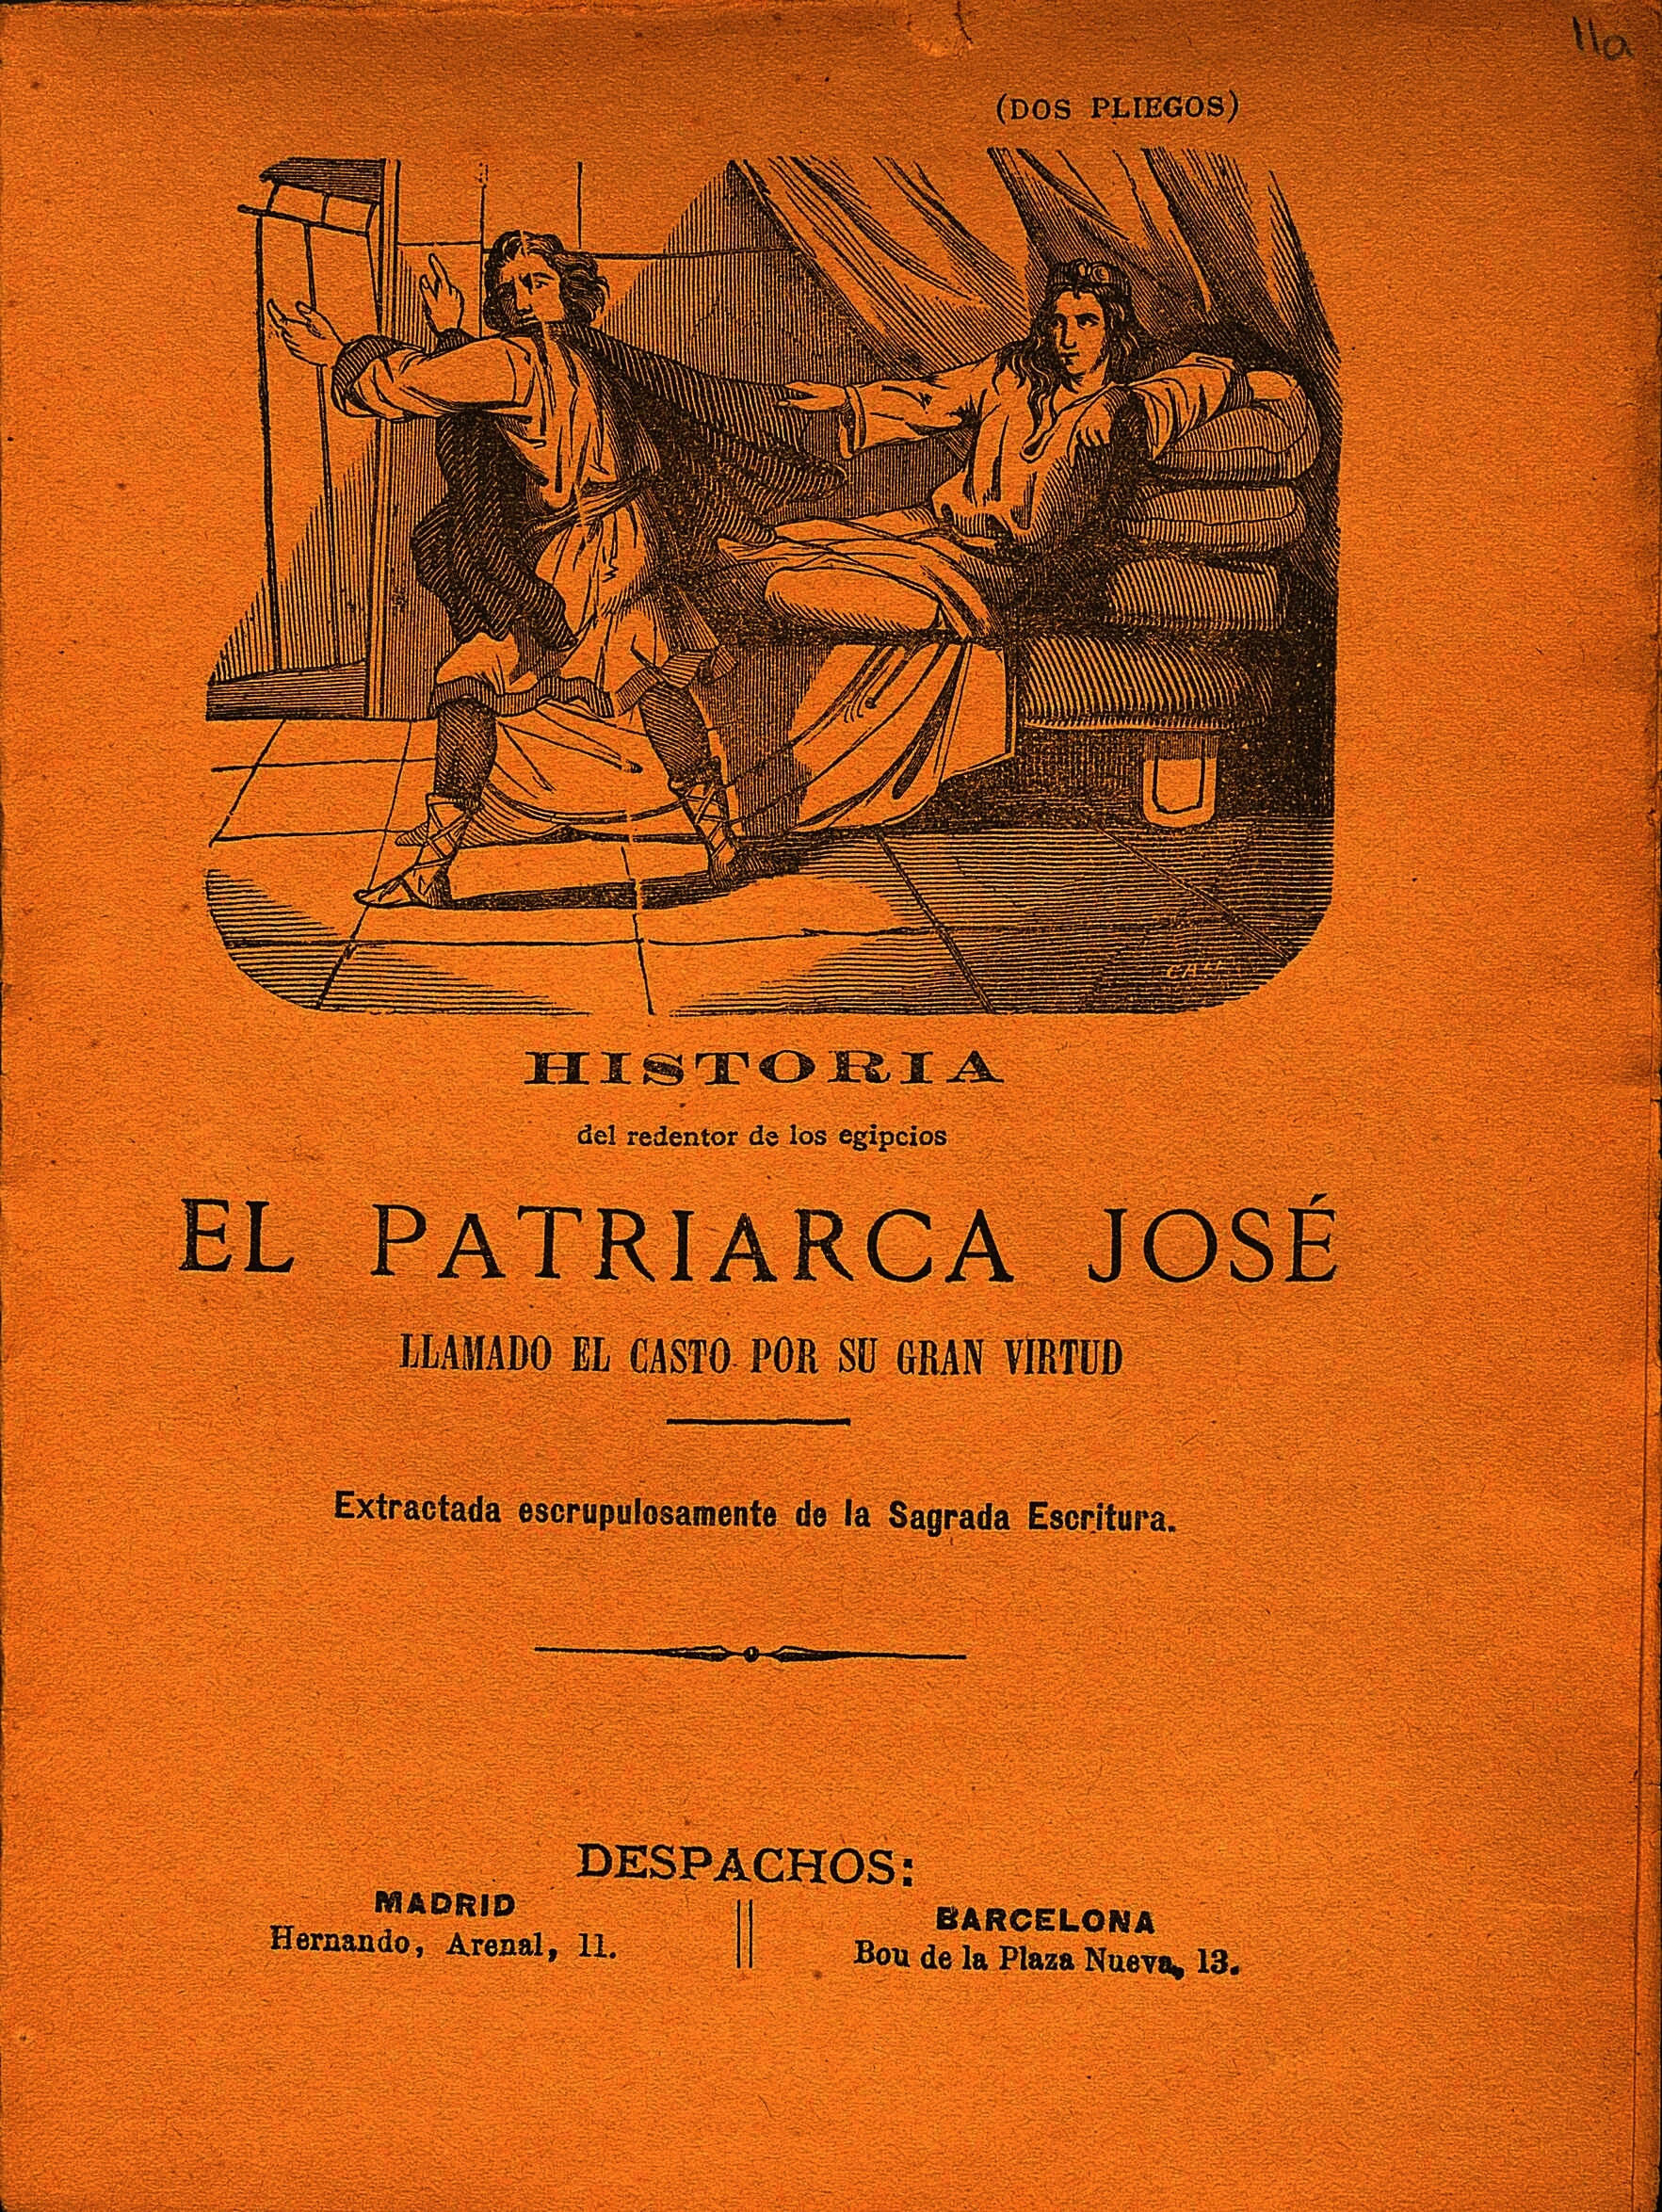 11a
(DOS PLIEGOS)
HISTORIA
del redentor de los egipcios
EL PATRIARCA JOSÉ
LLAMADO EL CASTO POR SU GRAN VIRTUD
Extractada escrupulosamente de la Sagrada Escritura.
DESPACHOS:
MADRID
Hernando, Arenal, 11.
BARCELONA
Bou de la Plaza Nueva, 13.